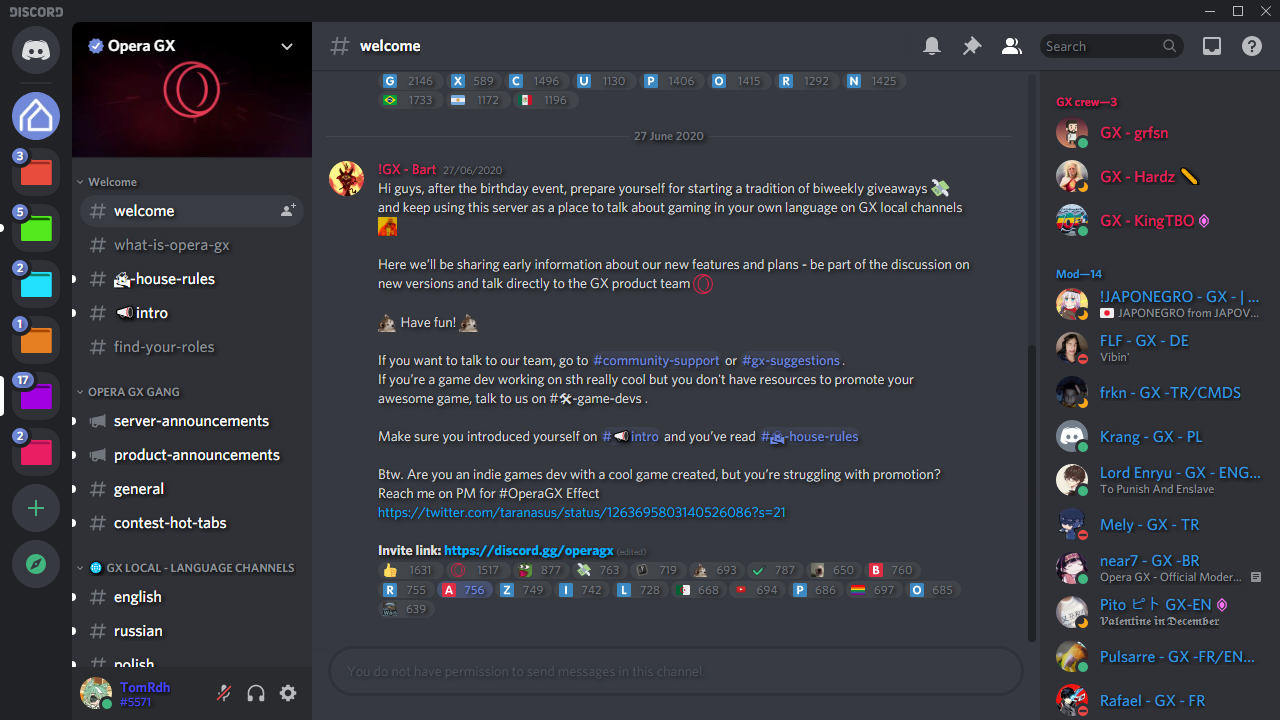 DISCORD
Opera GX
welcome
Search
3
5
2
1
17
2
Welcome
welcome
what-is-opera-gx
-house-rules
intro
find-your-roles
OPERA GX GANG
server-announcements
product-announcements
general
contest-hot-tabs
GX LOCAL - LANGUAGE CHANNELS
english
russian
polish
TomRdh
#5571
G 2146 X 589 C 1496 U 1130 P 1406 O 1415 R 1292 N 1425
1733 1172 1196
27 June 2020
!GX - Bart 27/06/2020
Hi guys, after the birthday event, prepare yourself for starting a tradition of biweekly giveaways 💸
and keep using this server as a place to talk about gaming in your own language on GX local channels
Here we'll be sharing early information about our new features and plans - be part of the discussion on
new versions and talk directly to the GX product team
Have fun!
If you want to talk to our team, go to #community-support or #gx-suggestions .
If you're a game dev working on sth really cool but you don't have resources to promote your
awesome game, talk to us on #🛠-game-devs .
Make sure you introduced yourself on #📢intro and you've read #-house-rules
Btw. Are you an indie games dev with a cool game created, but you're struggling with promotion?
Reach me on PM for #OperaGX Effect
https://twitter.com/taranasus/status/1263695803140526086?s=21
Invite link: https://discord.gg/operagx (edited)
1631 1517 877 763 719 693 787 650 B 760
R 755 A 756 Z 749 I 742 L 728 668 694 P 686 697 O 685
639
You do not have permission to send messages in this channel.
GX crew—3
GX - grfsn
GX - Hardz
GX - KingTBO
Mod—14
!JAPONEGRO - GX - | ...
JAPONEGRO from JAPOV...
FLF - GX - DE
Vibin'
frkn - GX -TR/CMDS
Krang - GX - PL
Lord Enryu - GX - ENG...
To Punish And Enslave
Mely - GX - TR
near7 - GX -BR
Opera GX - Official Moder...
Pito ピト GX-EN
𝖁𝖆𝖑𝖊𝖓𝖙𝖎𝖓𝖊 𝖎𝖓 𝕯𝖊𝖈𝖊𝖒𝖇𝖊𝖗
Pulsarre - GX -FR/EN...
Rafael - GX - FR